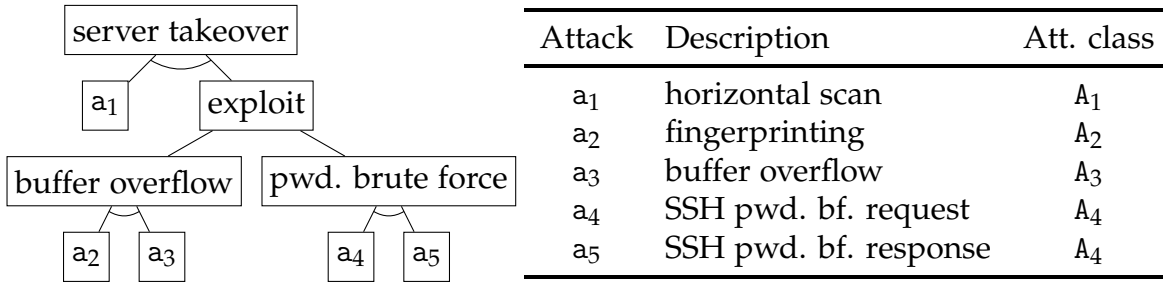 server takeover
a1
exploit
buffer overflow
pwd. brute force
a2
a3
a4
a5
Attack Description Att. class
a1 horizontal scan A1
a2 fingerprinting A2
a3 buffer overflow A3
a4 SSH pwd. bf. request A4
a5 SSH pwd. bf. response A4